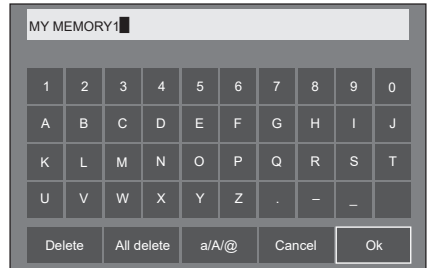 MY MEMORY1
1 2 3 4 5 6 7 8 9 0
A B C D E F G H I J
K L M N O P Q R S T
U V W X Y Z . – _
Delete All delete a/A/@ Cancel Ok